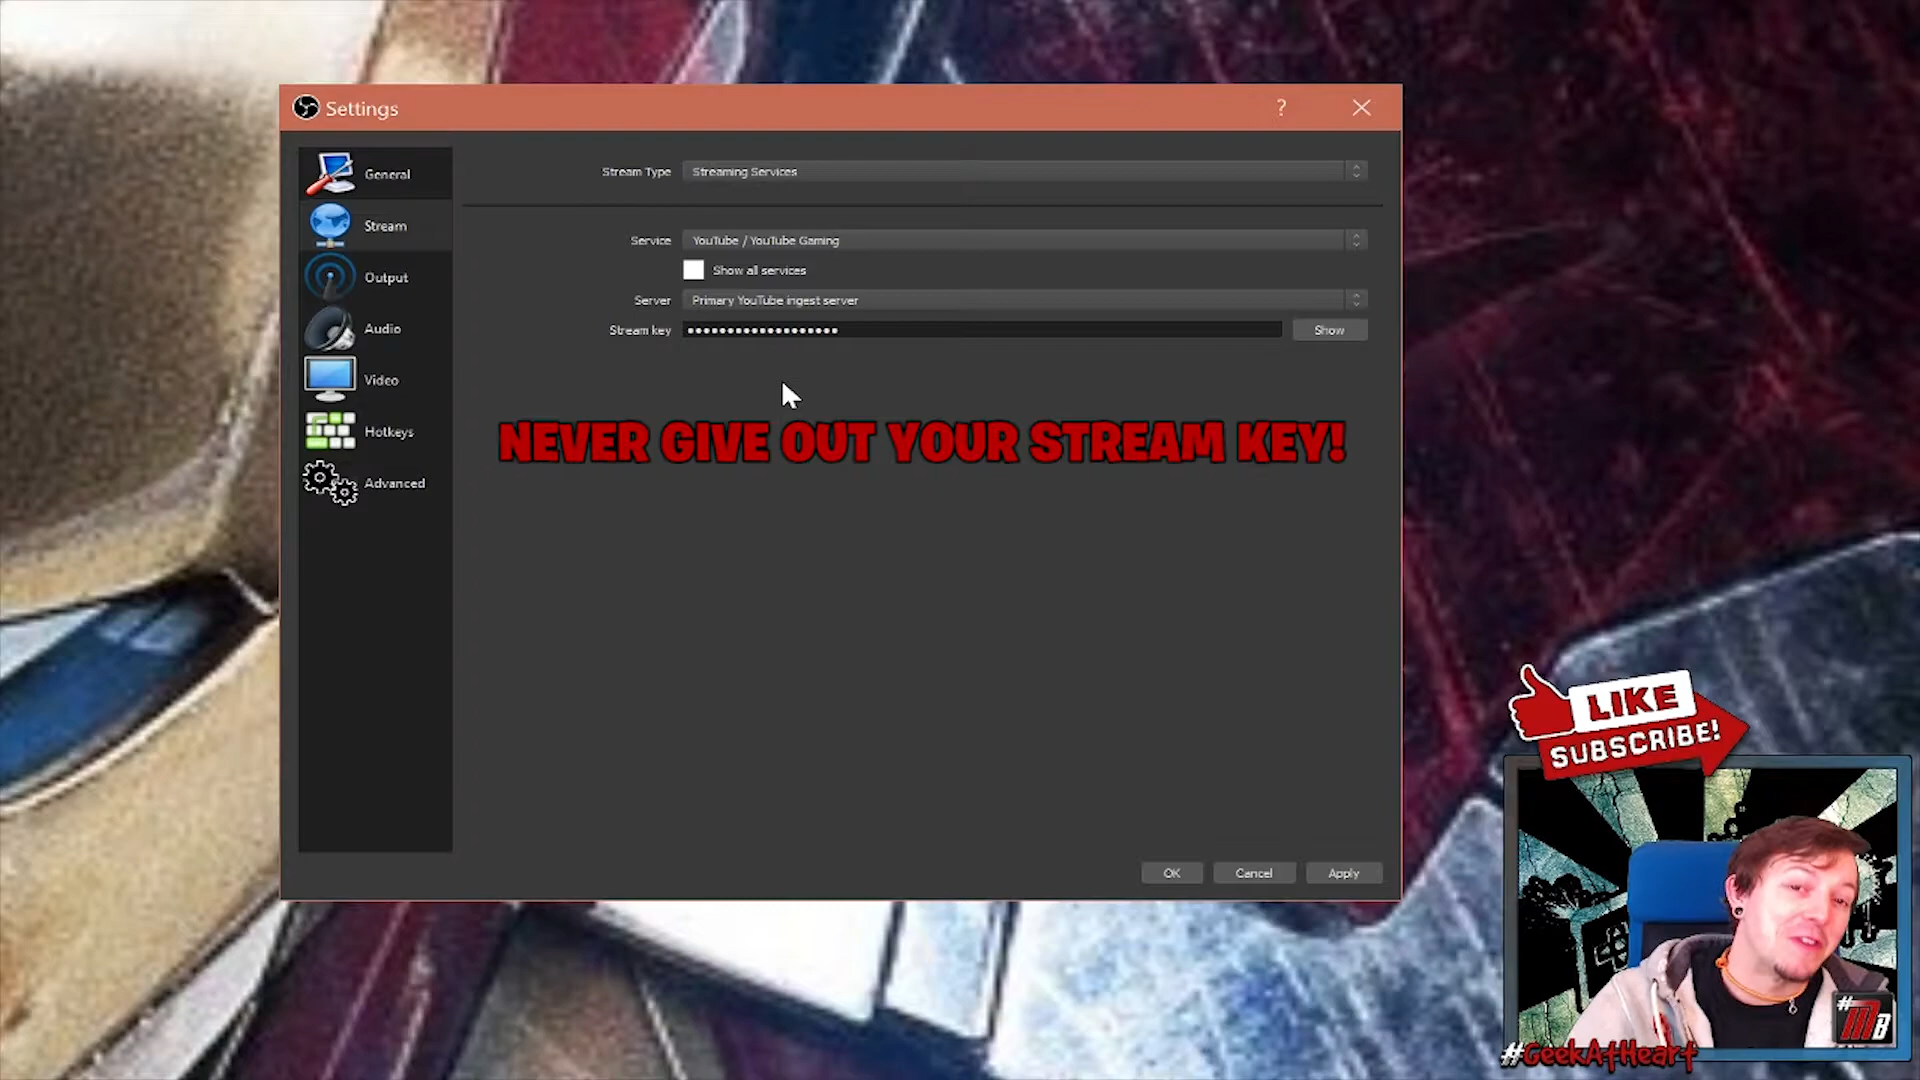 Settings
?
General
Stream
Output
Audio
Video
Hotkeys
Advanced
Stream Type
Streaming Services
Service
YouTube / YouTube Gaming
Show all services
Server
Primary YouTube ingest server
Stream key
Show
NEVER GIVE OUT YOUR STREAM KEY!
OK
Cancel
Apply
LIKE
SUBSCRIBE!
#MB
#GeekAtHeart